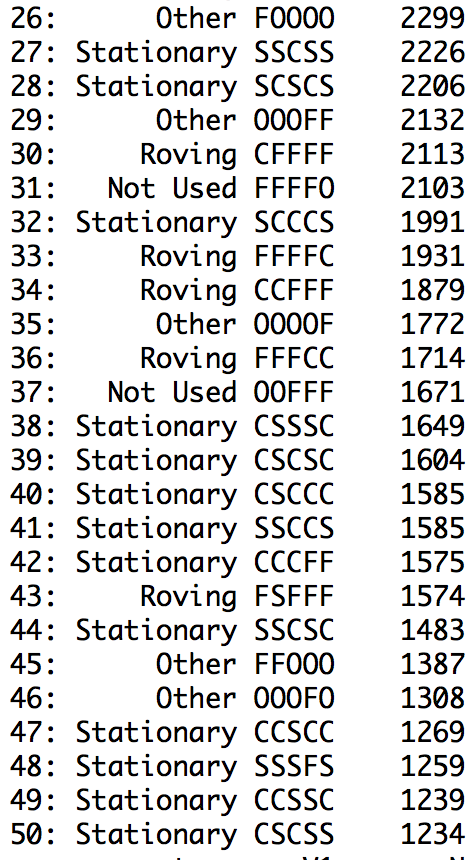 26: Other FOOOO 2299
27: Stationary SSCSS 2226
28: Stationary SCSCS 2206
29: Other OOOFF 2132
30: Roving CFFFF 2113
31: Not Used FFFFO 2103
32: Stationary SCCCS 1991
33: Roving FFFFC 1931
34: Roving CCFFF 1879
35: Other OOOOF 1772
36: Roving FFFCC 1714
37: Not Used OOFFF 1671
38: Stationary CSSSC 1649
39: Stationary CSCSC 1604
40: Stationary CSCCC 1585
41: Stationary SSCCS 1585
42: Stationary CCCFF 1575
43: Roving FSFFF 1574
44: Stationary SSCSC 1483
45: Other FFOOO 1387
46: Other OOOFO 1308
47: Stationary CCSCC 1269
48: Stationary SSSFS 1259
49: Stationary CCSSC 1239
50: Stationary CSCSS 1234